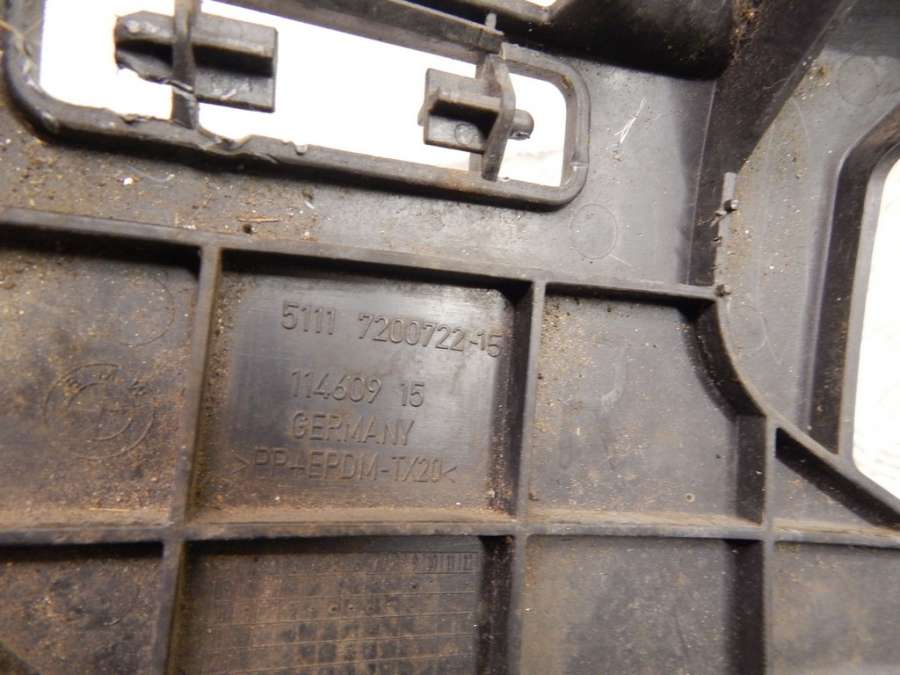 5111 7200722-15
114609 15
GERMANY
>PP+EPDM-TX20<
R